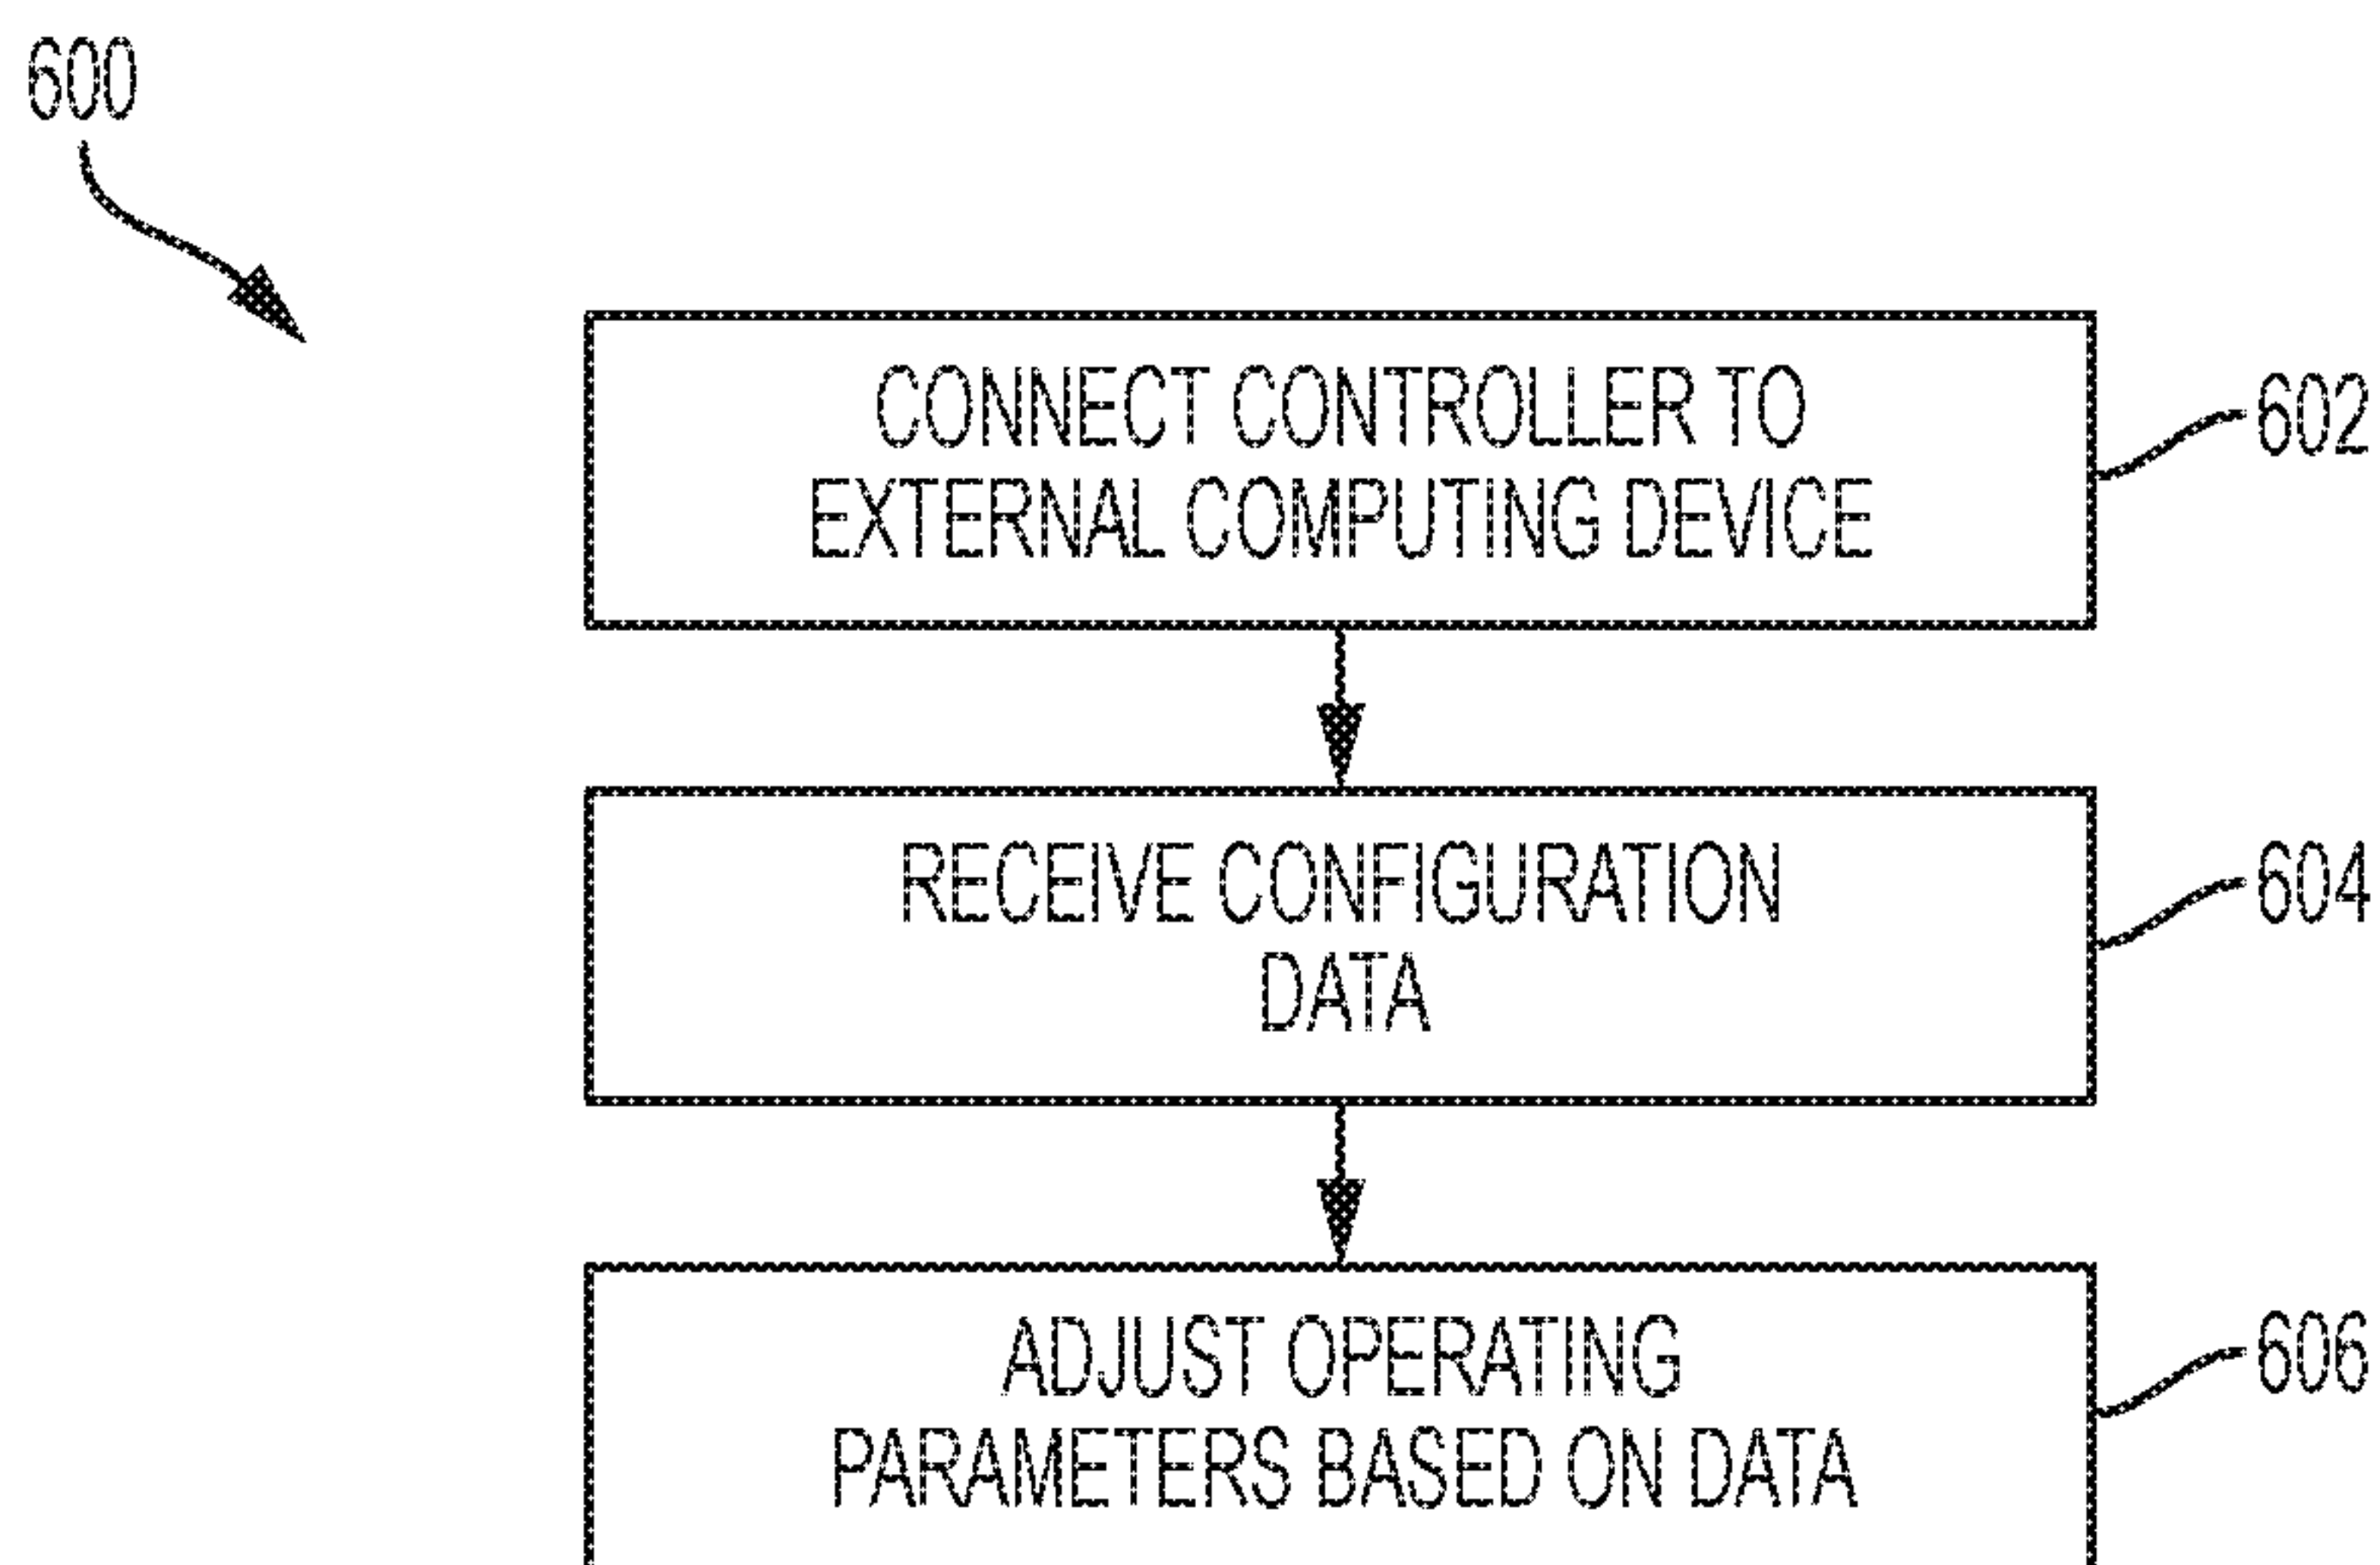 600
CONNECT CONTROLLER TO
EXTERNAL COMPUTING DEVICE
602
RECEIVE CONFIGURATION
DATA
604
ADJUST OPERATING
PARAMETERS BASED ON DATA
606